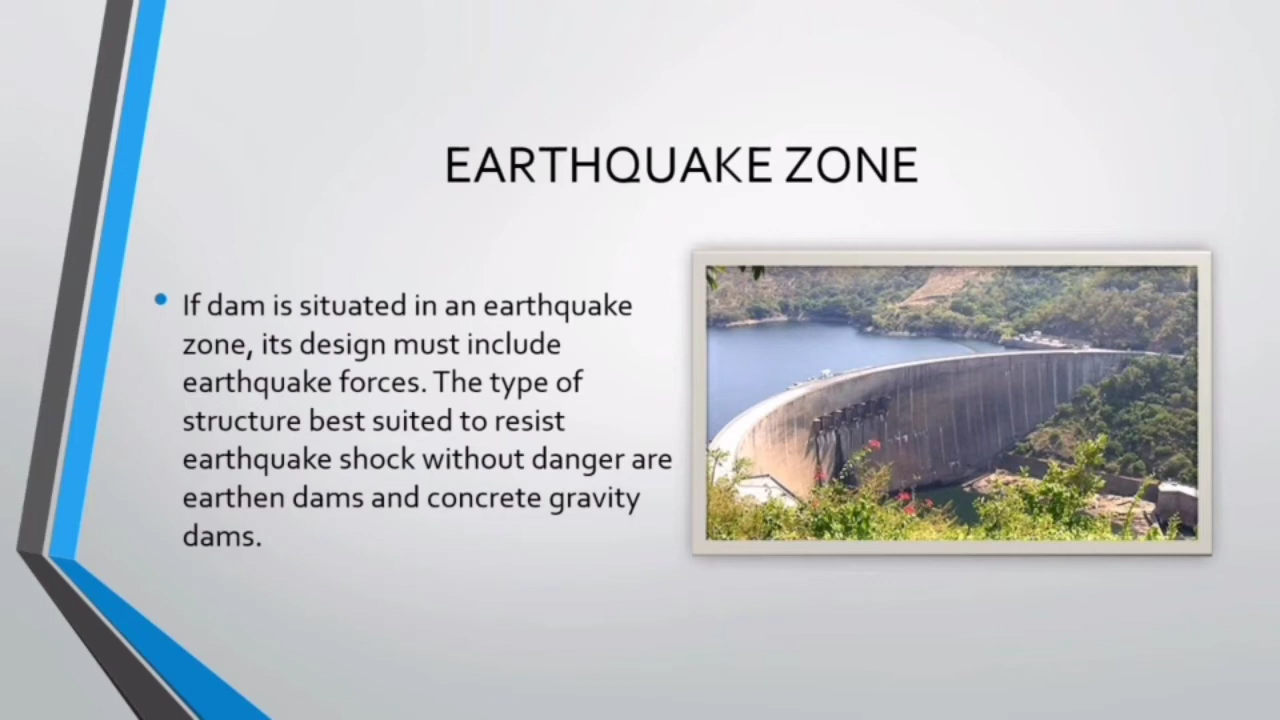 EARTHQUAKE ZONE
If dam is situated in an earthquake
zone, its design must include
earthquake forces. The type of
structure best suited to resist
earthquake shock without danger are
earthen dams and concrete gravity
dams.